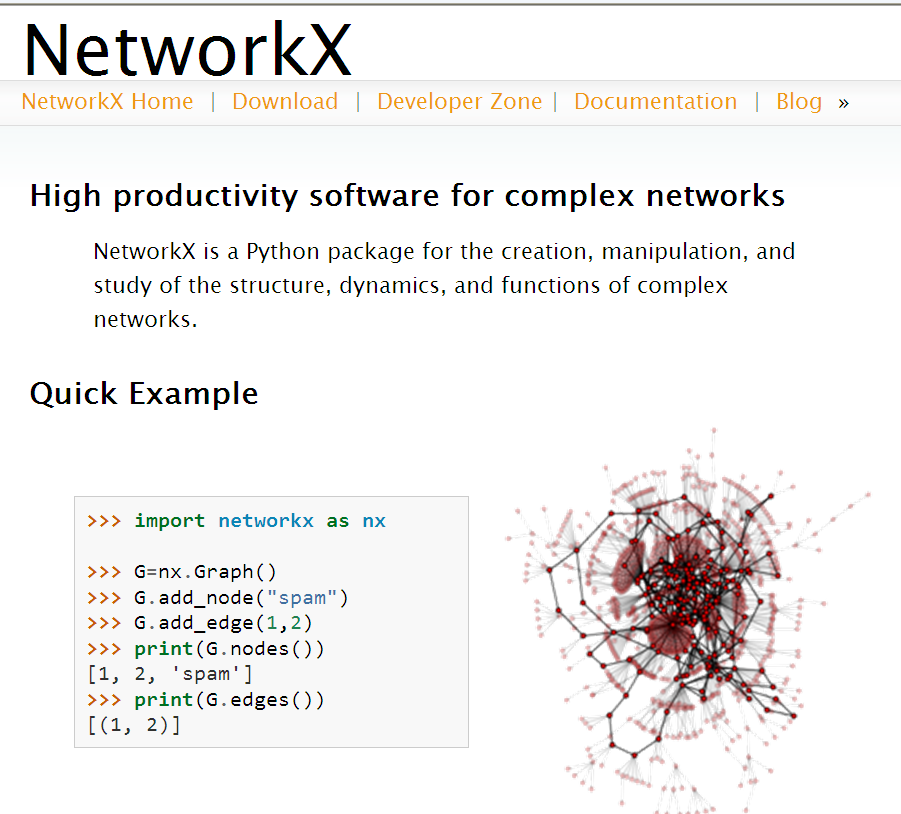 NetworkX
NetworkX Home | Download | Developer Zone | Documentation | Blog »
High productivity software for complex networks
NetworkX is a Python package for the creation, manipulation, and
study of the structure, dynamics, and functions of complex
networks.
Quick Example
>>> import networkx as nx
>>> G=nx.Graph()
>>> G.add_node("spam")
>>> G.add_edge(1,2)
>>> print(G.nodes())
[1, 2, 'spam']
>>> print(G.edges())
[(1, 2)]